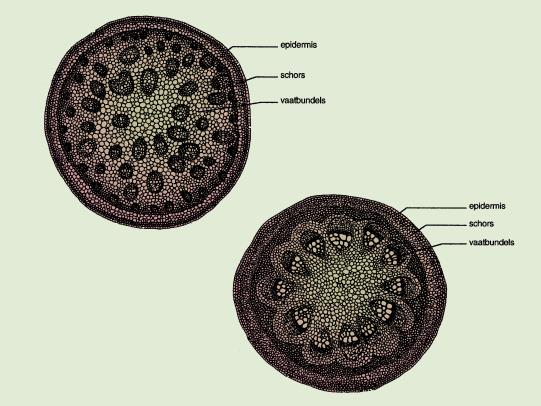 epidermis
schors
vaatbundels
epidermis
schors
vaatbundels